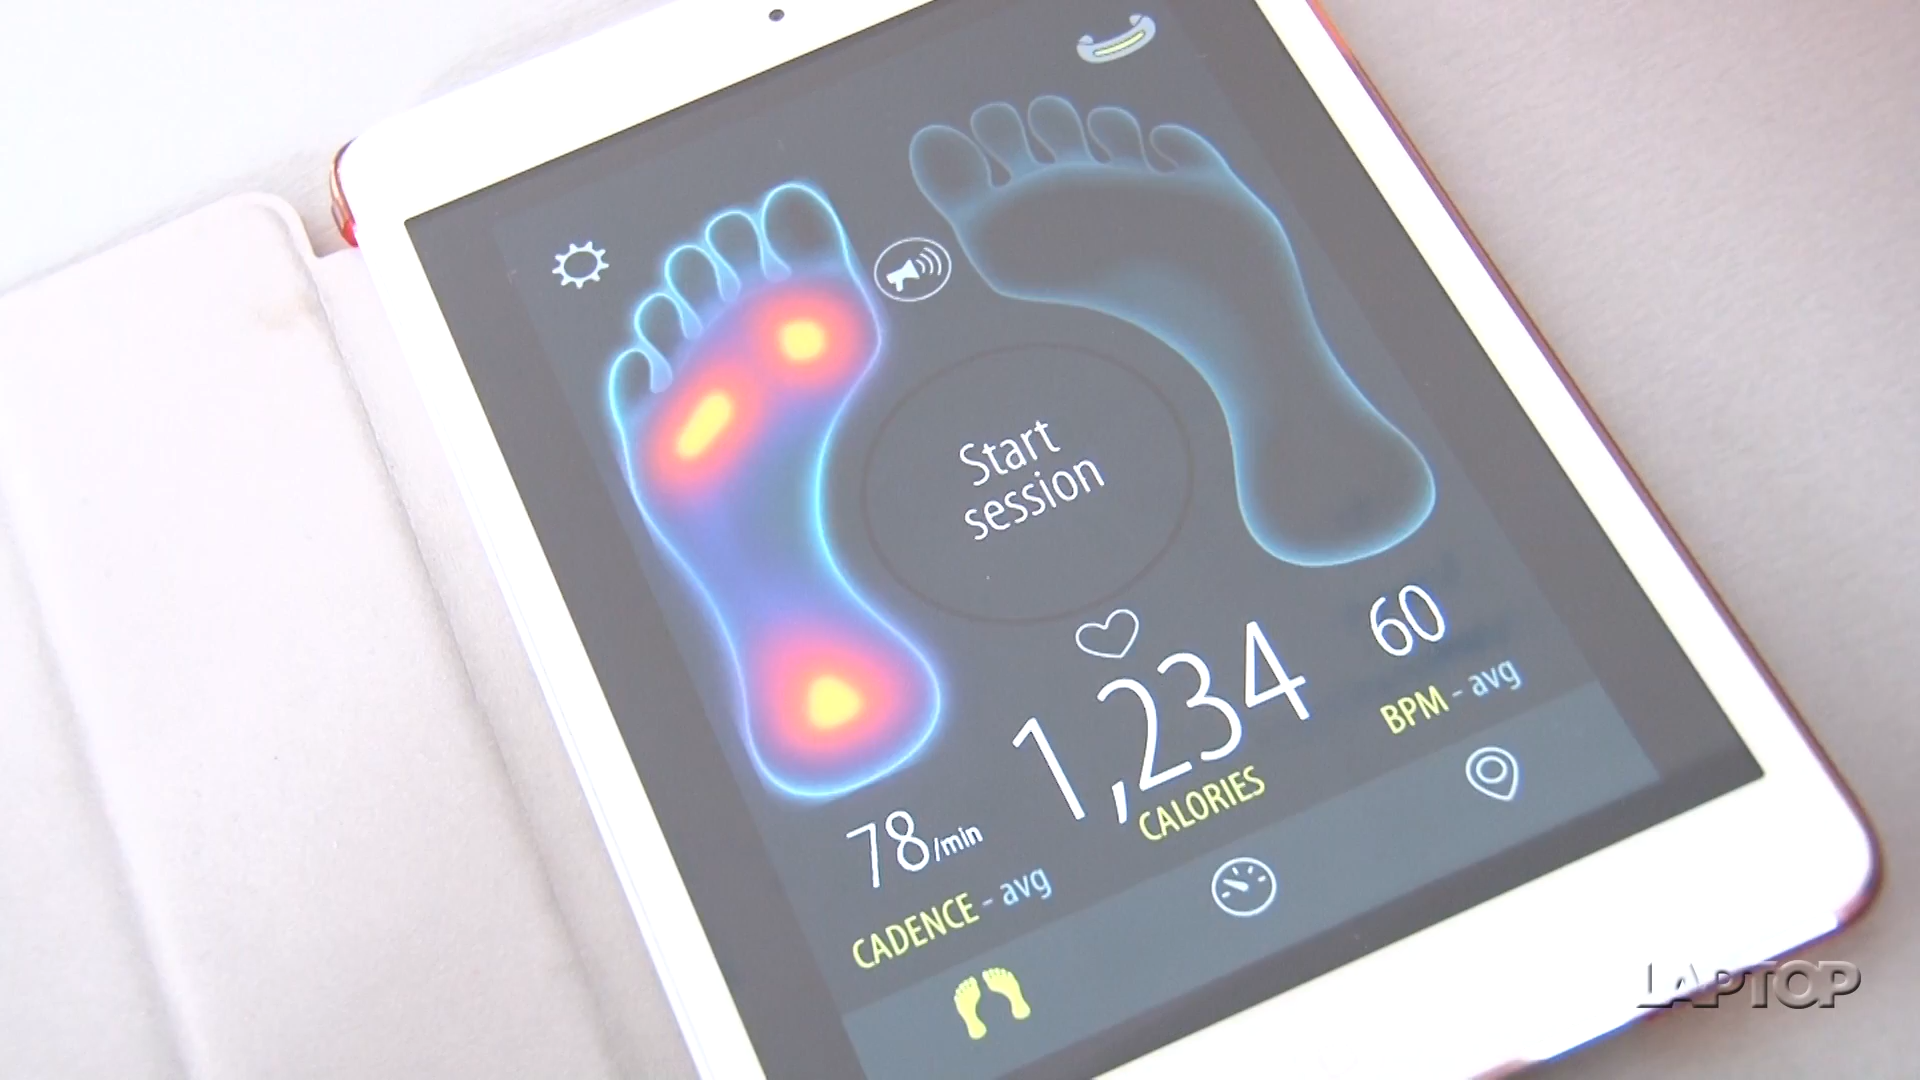 Start
session
1,234
CALORIES
60
BPM - avg
78/min
CADENCE - avg
LAPTOP